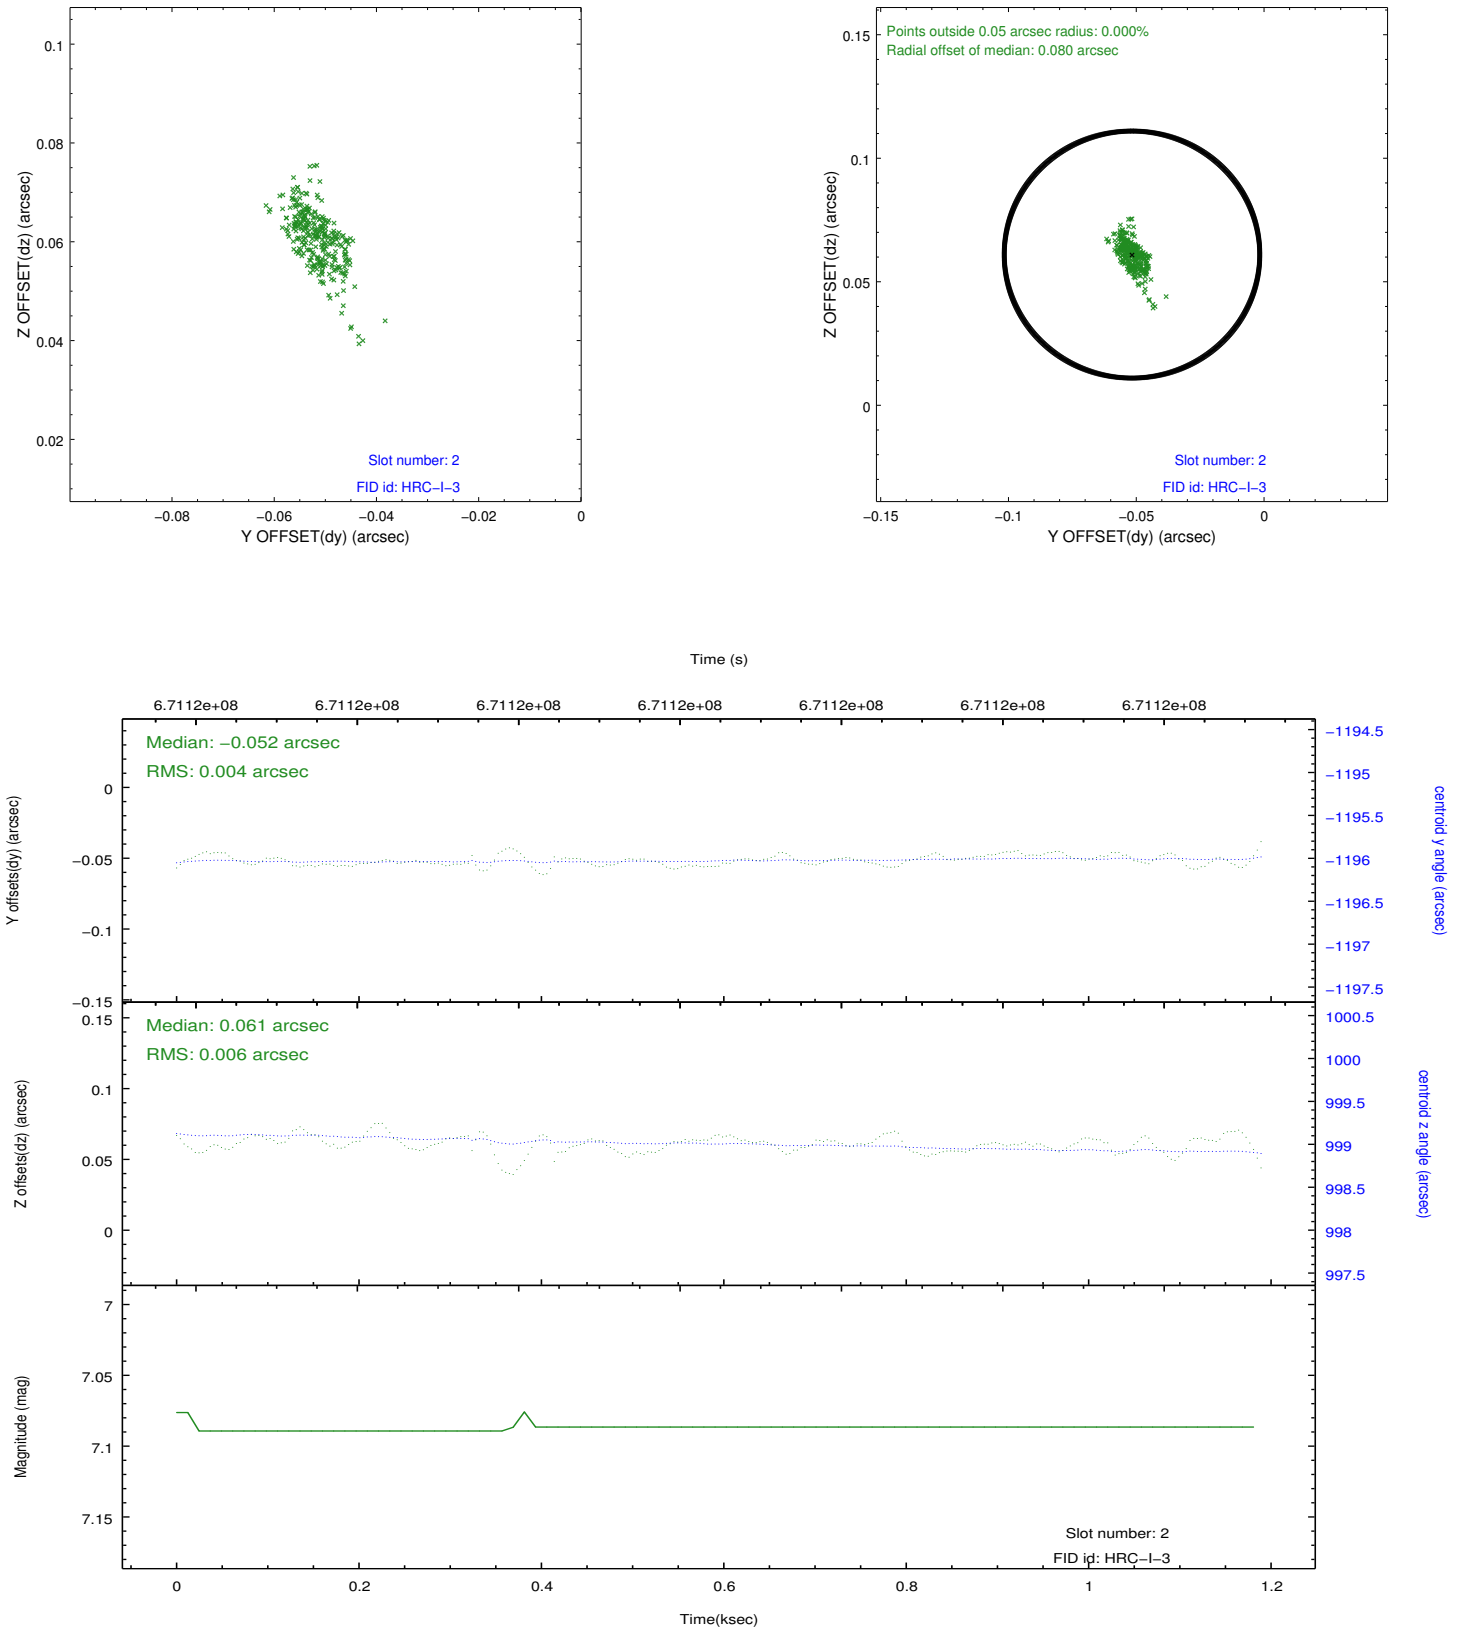 0.1
0.08
0.06
0.04
0.02
Z OFFSET(dz) (arcsec)
Slot number: 2
FID id: HRC−I−3
−0.08 −0.06 −0.04 −0.02 0
Y OFFSET(dy) (arcsec)
Points outside 0.05 arcsec radius: 0.000%
Radial offset of median: 0.080 arcsec
0.15
0.1
0.05
0
Z OFFSET(dz) (arcsec)
Slot number: 2
FID id: HRC−I−3
−0.15 −0.1 −0.05 0
Y OFFSET(dy) (arcsec)
Time (s)
6.7112e+08 6.7112e+08 6.7112e+08 6.7112e+08 6.7112e+08 6.7112e+08 6.7112e+08
Median: −0.052 arcsec
RMS: 0.004 arcsec
0
−0.05
−0.1
−0.15
Y offsets(dy) (arcsec)
−1194.5
−1195
−1195.5
−1196
−1196.5
−1197
−1197.5
centroid y angle (arcsec)
Median: 0.061 arcsec
RMS: 0.006 arcsec
0.15
0.1
0.05
0
Z offsets(dz) (arcsec)
1000.5
1000
999.5
999
998.5
998
997.5
centroid z angle (arcsec)
7
7.05
7.1
7.15
Magnitude (mag)
Slot number: 2
FID id: HRC−I−3
0 0.2 0.4 0.6 0.8 1 1.2
Time(ksec)